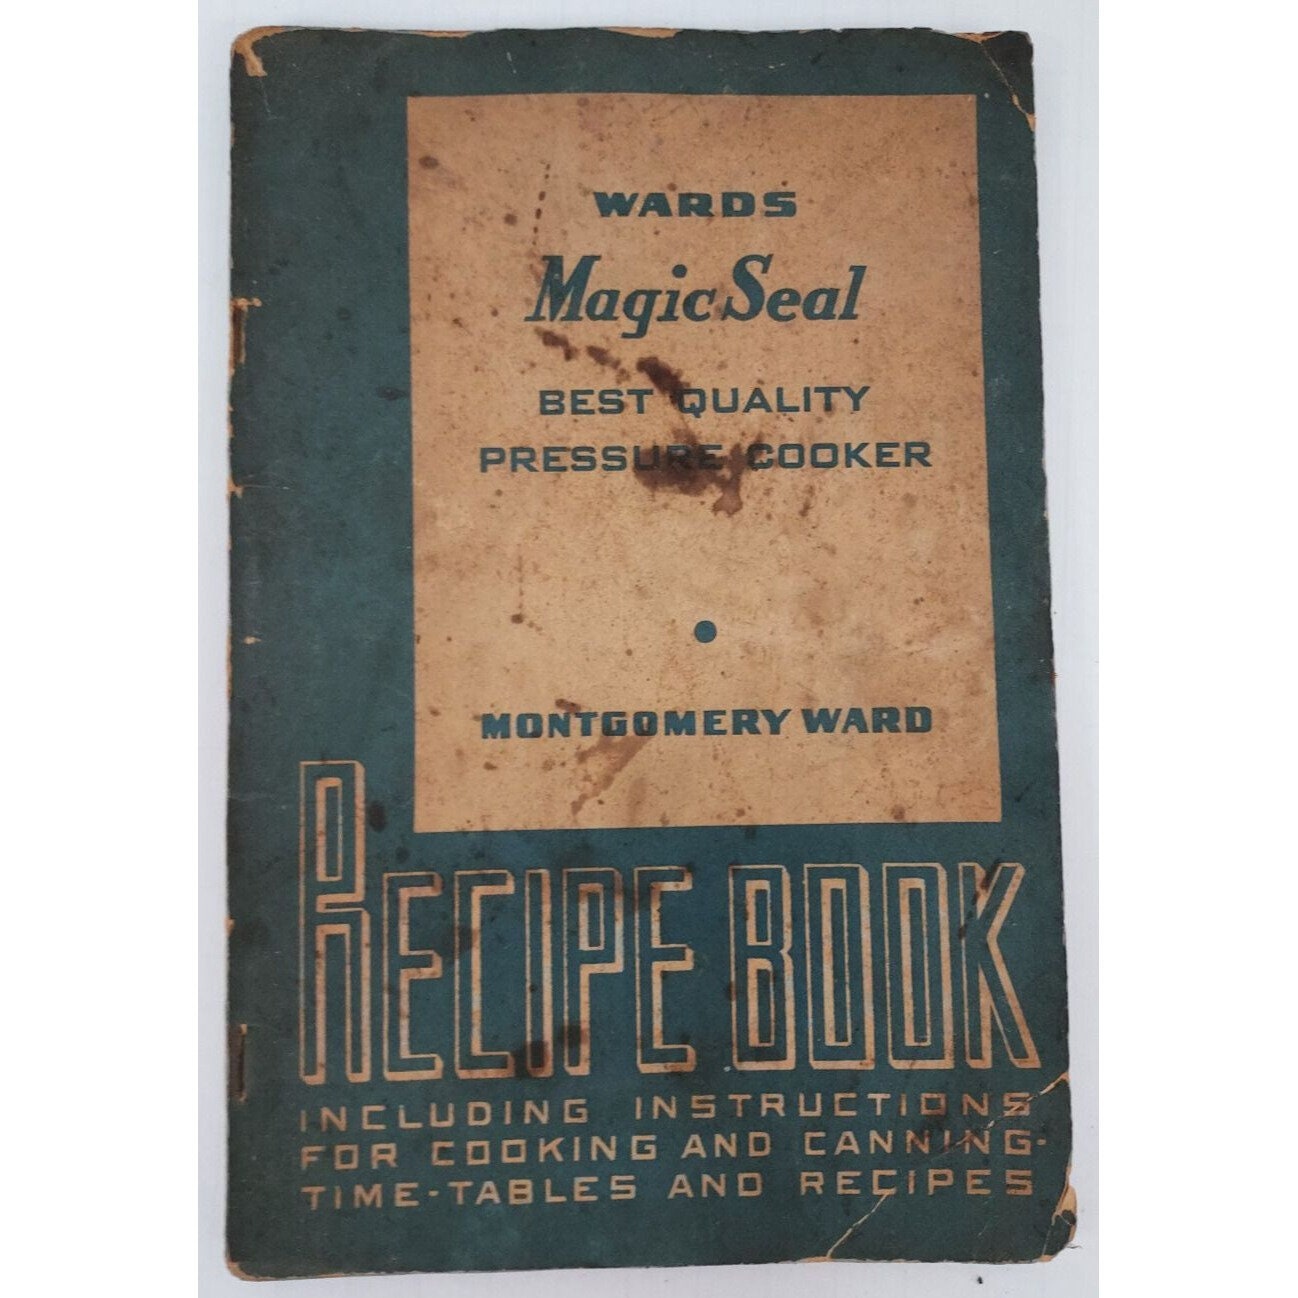 WARDS
Magic Seal
BEST QUALITY
PRESSURE COOKER
MONTGOMERY WARD
RECIPE BOOK
INCLUDING INSTRUCTIONS
FOR COOKING AND CANNING-
TIME-TABLES AND RECIPES